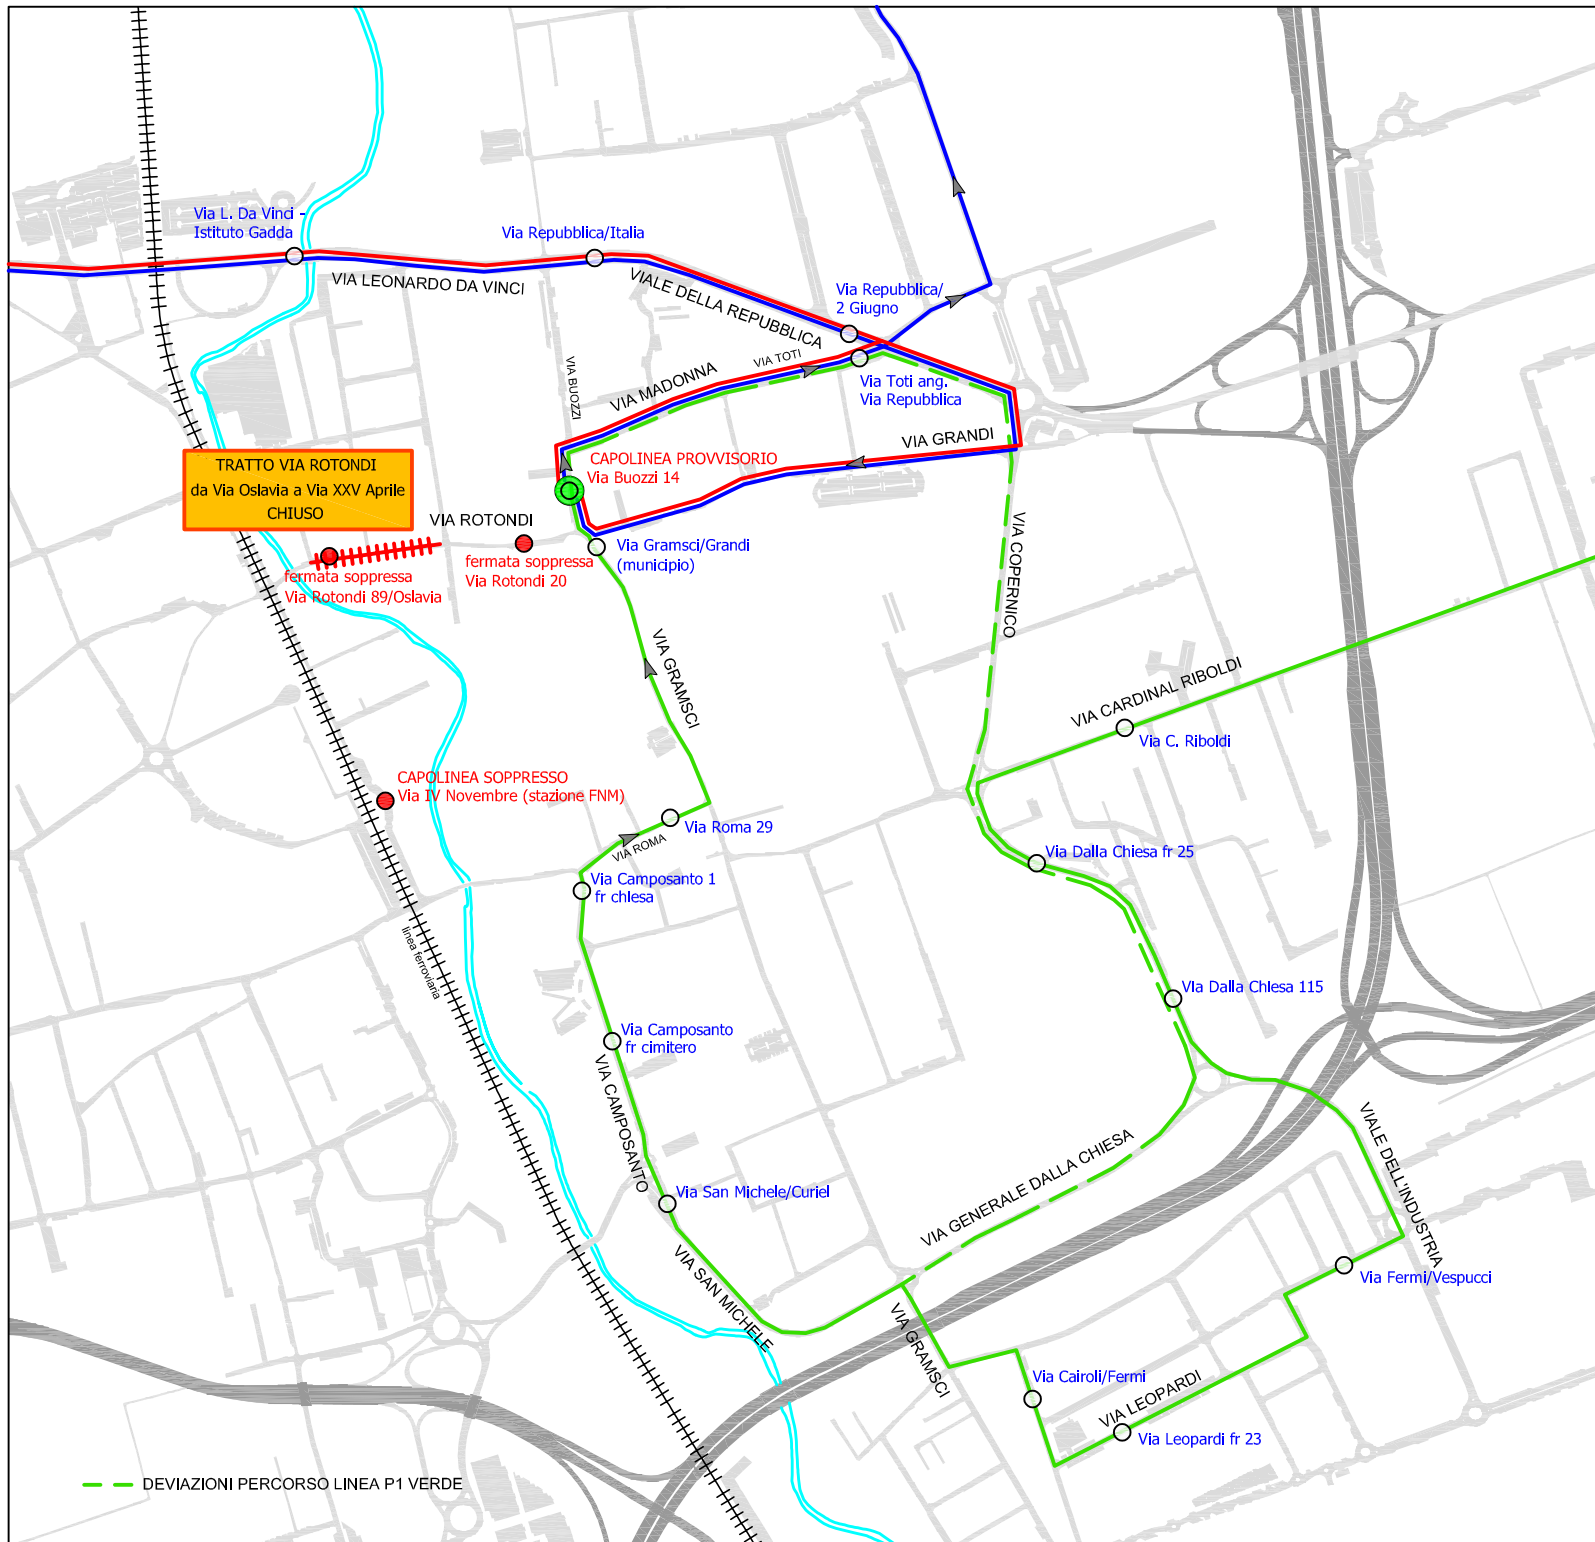 Via L. Da Vinci -
Istituto Gadda
Via Repubblica/Italia
VIA LEONARDO DA VINCI
VIALE DELLA REPUBBLICA
Via Repubblica/
2 Giugno
VIA TOTI
VIA MADONNA
VIA BUOZZI
Via Toti ang.
Via Repubblica
VIA GRANDI
CAPOLINEA PROVVISORIO
Via Buozzi 14
TRATTO VIA ROTONDI
da Via Oslavia a Via XXV Aprile
CHIUSO
VIA ROTONDI
fermata soppressa
Via Rotondi 89/Oslavia
fermata soppressa
Via Rotondi 20
Via Gramsci/Grandi
(municipio)
VIA COPERNICO
VIA GRAMSCI
VIA CARDINAL RIBOLDI
Via C. Riboldi
CAPOLINEA SOPPRESSO
Via IV Novembre (stazione FNM)
Via Roma 29
VIA ROMA
Via Dalla Chiesa fr 25
Via Camposanto 1
fr chiesa
linea ferroviaria
Via Dalla Chiesa 115
Via Camposanto
fr cimitero
VIA CAMPOSANTO
VIA GENERALE DALLA CHIESA
VIALE DELL'INDUSTRIA
Via San Michele/Curiel
VIA SAN MICHELE
Via Fermi/Vespucci
VIA GRAMSCI
Via Cairoli/Fermi
VIA LEOPARDI
Via Leopardi fr 23
DEVIAZIONI PERCORSO LINEA P1 VERDE